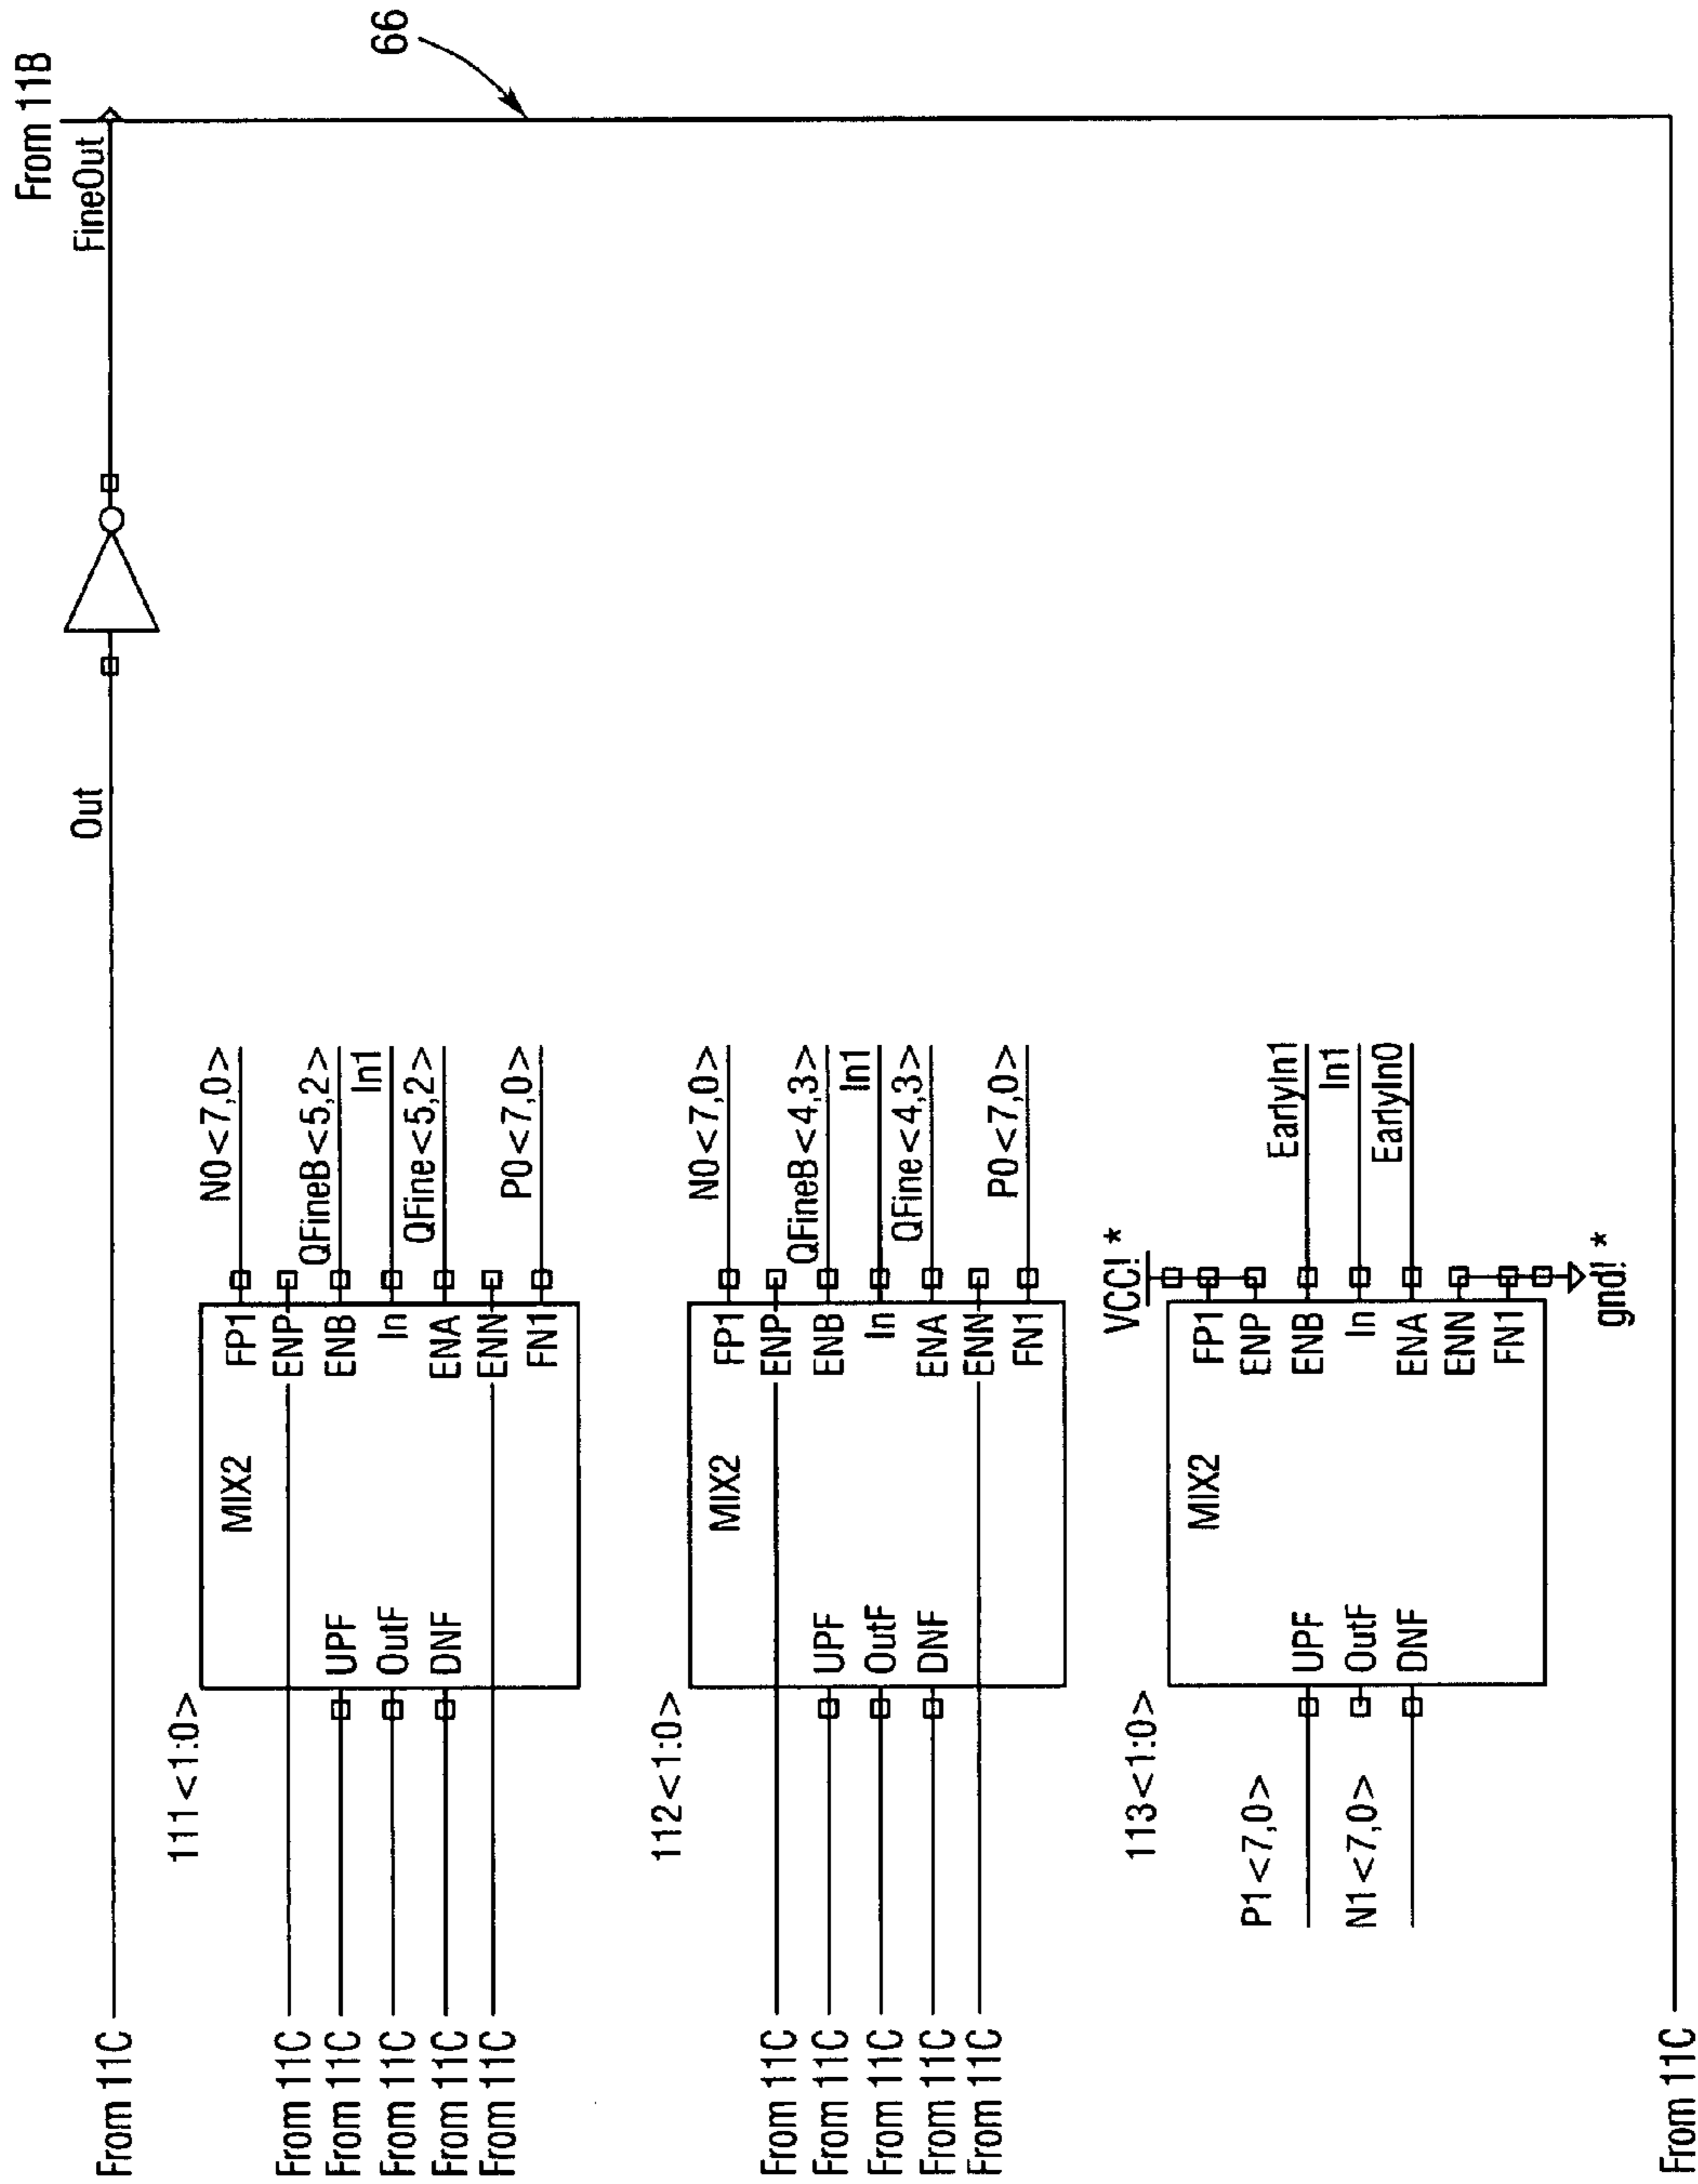 From 11B
From 11C
Out
FineOut
66
111<1:0>
MIX2
FP1
N0<7,0>
From 11C
ENP
From 11C
UPF
ENB
QFineB<5,2>
From 11C
OutF
In
In1
From 11C
DNF
ENA
QFine<5,2>
From 11C
ENN
FN1
P0<7,0>
112<1:0>
MIX2
FP1
N0<7,0>
From 11C
ENP
From 11C
UPF
ENB
QFineB<4,3>
From 11C
OutF
In
In1
From 11C
DNF
ENA
QFine<4,3>
From 11C
ENN
FN1
P0<7,0>
113<1:0>
MIX2
VCC! *
FP1
ENP
P1<7,0>
UPF
ENB
EarlyIn1
OutF
In
In1
N1<7,0>
DNF
ENA
EarlyIn0
ENN
FN1
gnd! *
From 11C